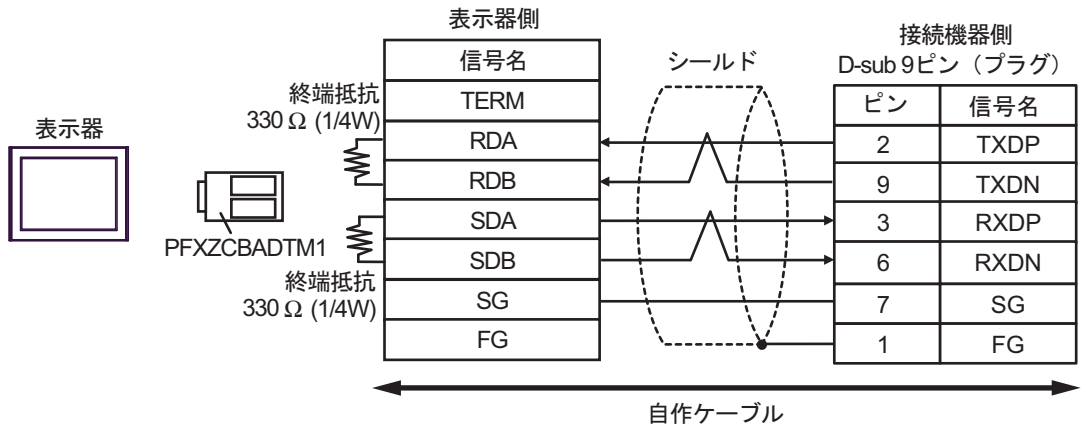 表示器側
接続機器側
D-sub 9ピン（プラグ）
信号名
シールド
ピン
信号名
終端抵抗
330 Ω (1/4W)
TERM
表示器
RDA
2
TXDP
RDB
9
TXDN
SDA
3
RXDP
PFXZCBADTM1
SDB
6
RXDN
終端抵抗
330 Ω (1/4W)
SG
7
SG
FG
1
FG
自作ケーブル